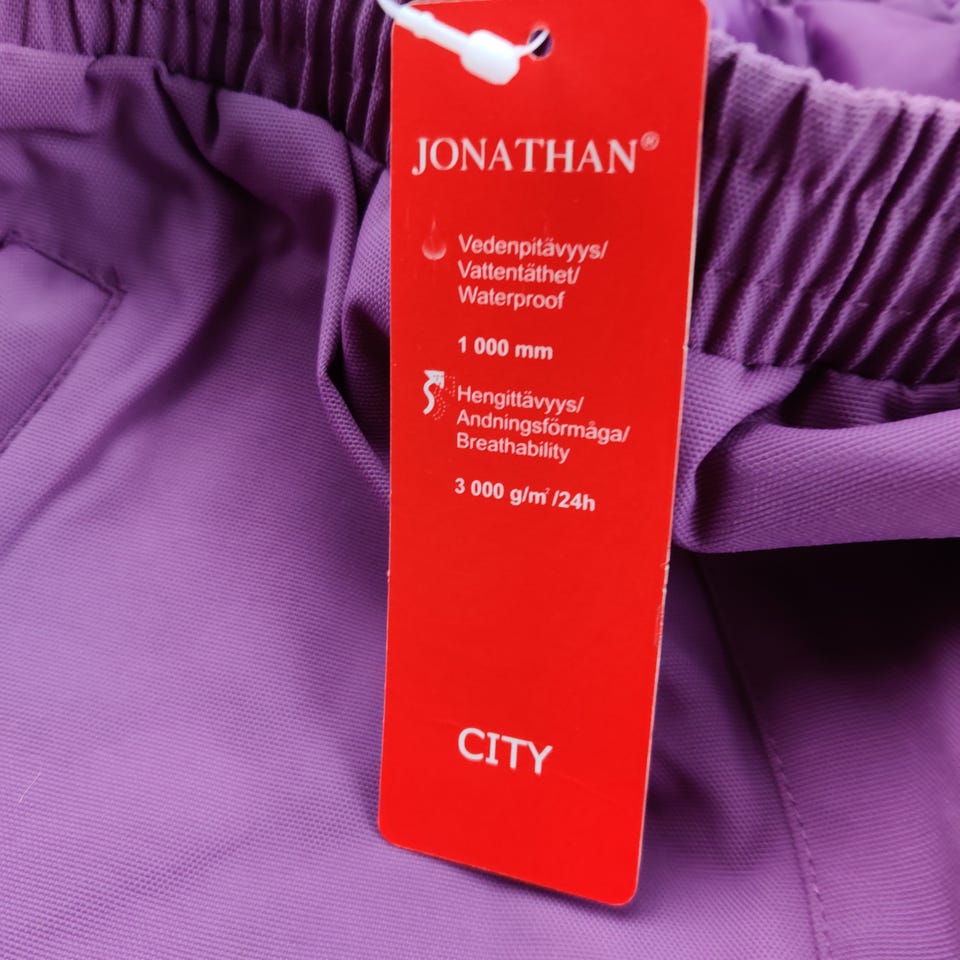 JONATHAN®
Vedenpitävyys/
Vattentäthet/
Waterproof
1 000 mm
Hengittävyys/
Andningsförmåga/
Breathability
3 000 g/m² /24h
CITY